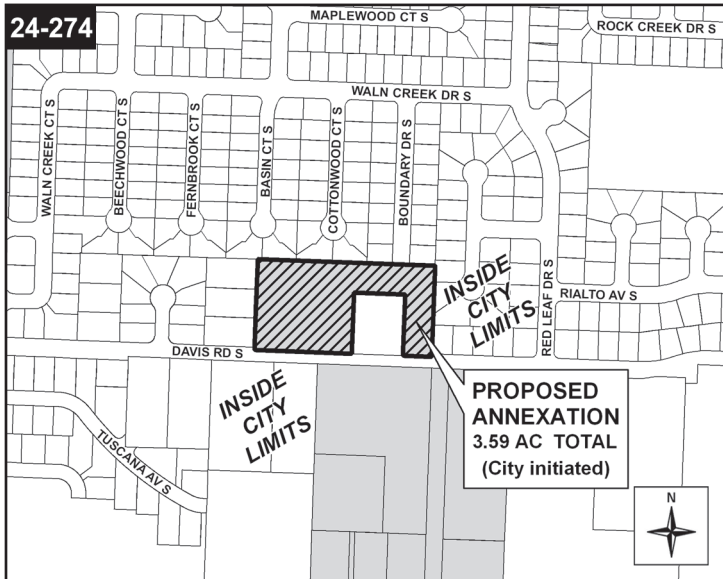 24-274
MAPLEWOOD CT S
ROCK CREEK DR S
WALN CREEK DR S
WALN CREEK CT S
BEECHWOOD CT S
FERNBROOK CT S
BASIN CT S
COTTONWOOD CT S
BOUNDARY DR S
INSIDE
CITY
LIMITS
RED LEAF DR S
RIALTO AV S
DAVIS RD S
INSIDE
CITY
LIMITS
TUSCANA AV S
PROPOSED
ANNEXATION
3.59 AC TOTAL
(City initiated)
N